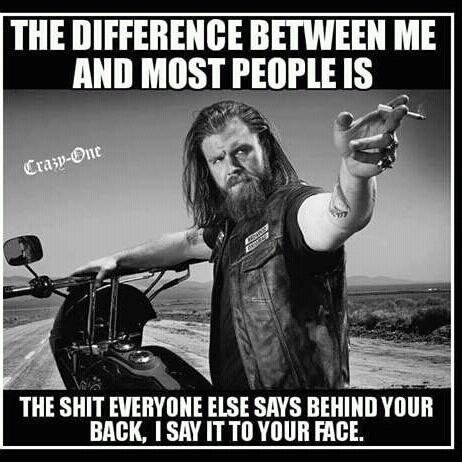 THE DIFFERENCE BETWEEN ME
AND MOST PEOPLE IS
Crazy-One
THE SHIT EVERYONE ELSE SAYS BEHIND YOUR
BACK, I SAY IT TO YOUR FACE.